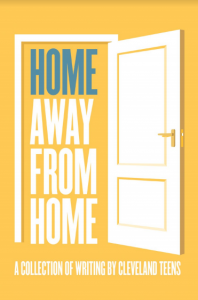 HOME
AWAY
FROM
HOME
A COLLECTION OF WRITING BY CLEVELAND TEENS